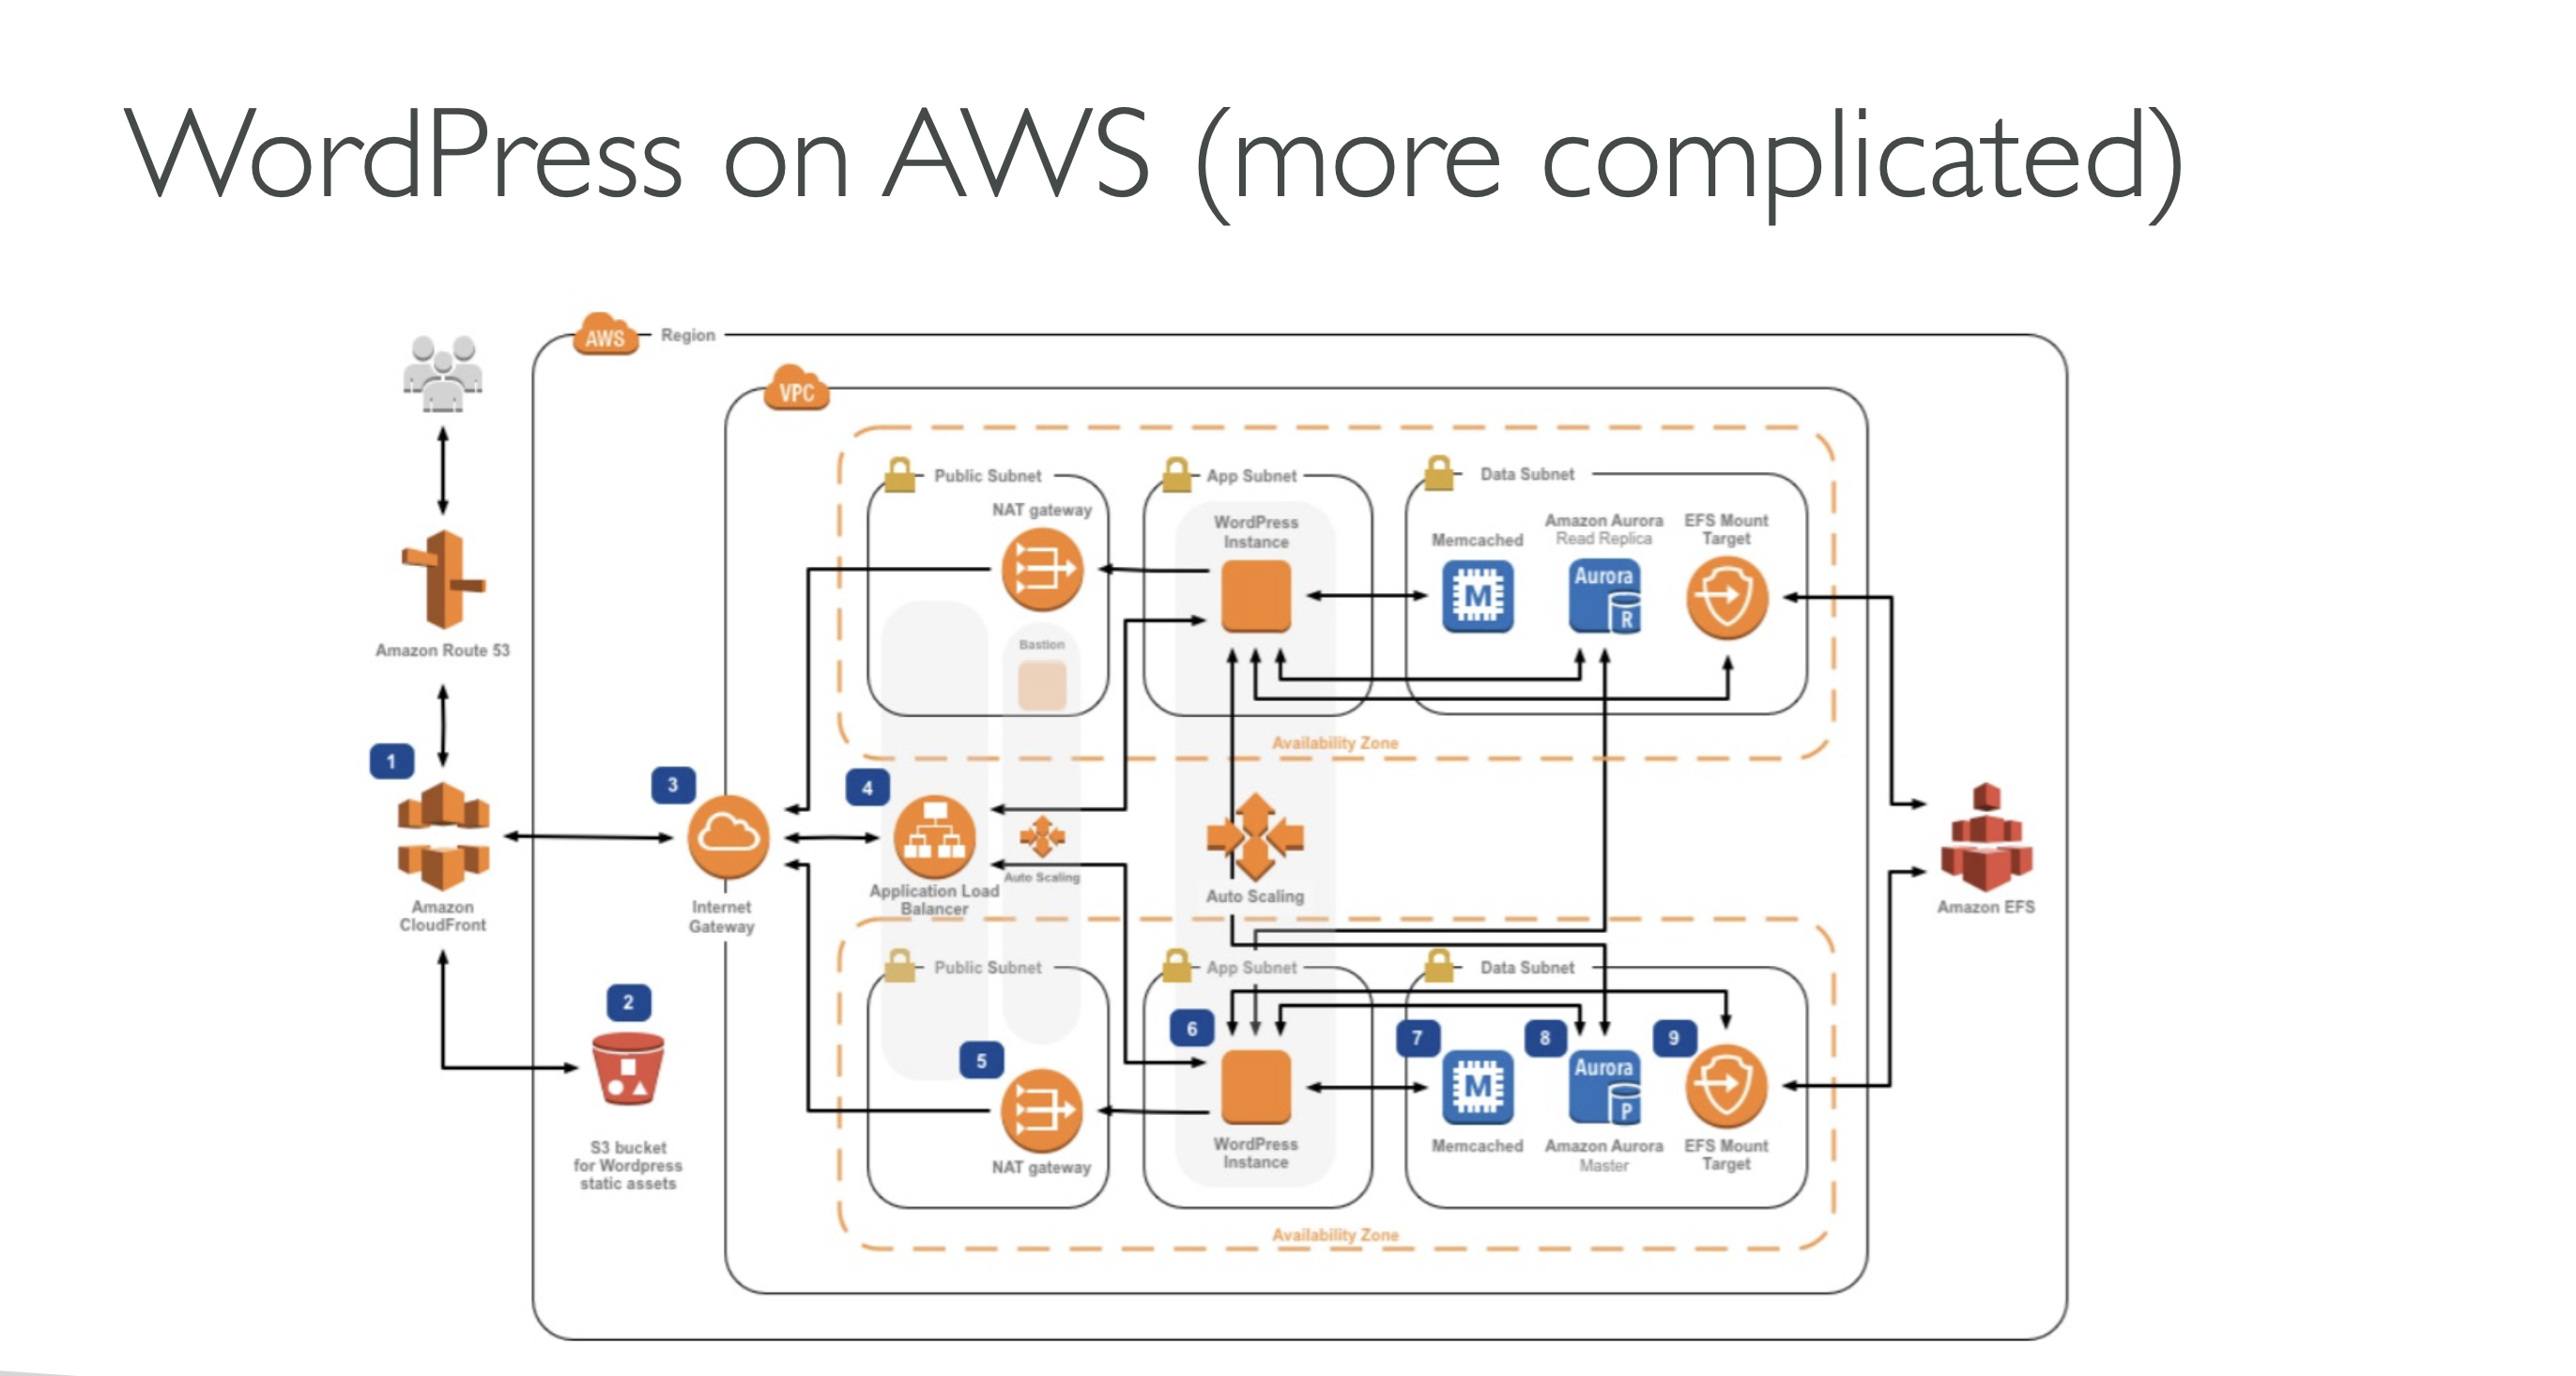 WordPress on AWS (more complicated)
AWS
Region
VPC
Public Subnet
App Subnet
Data Subnet
NAT gateway
WordPress
Instance
Memcached
Amazon Aurora
Read Replica
EFS Mount
Target
M
Aurora
R
Bastion
Availability Zone
Amazon Route 53
1
Amazon
CloudFront
2
S3 bucket
for Wordpress
static assets
3
Internet
Gateway
4
Application Load
Balancer
Auto Scaling
Auto Scaling
Amazon EFS
Public Subnet
App Subnet
Data Subnet
5
NAT gateway
6
WordPress
Instance
7
M
Memcached
8
Aurora
P
Amazon Aurora
Master
9
EFS Mount
Target
Availability Zone